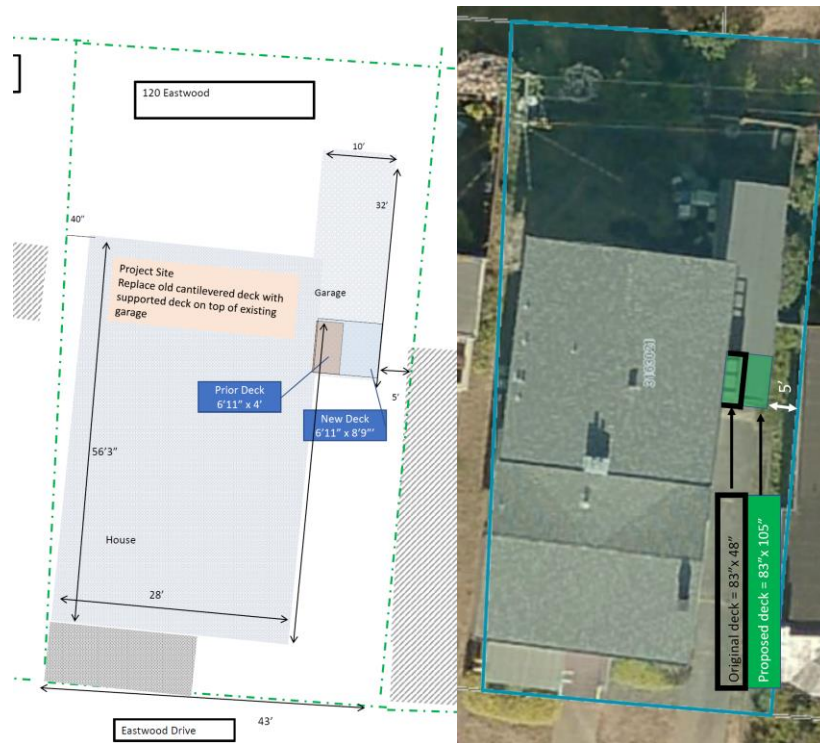 120 Eastwood
10'
32'
40"
Project Site
Replace old cantilevered deck with
supported deck on top of existing
garage
Garage
Prior Deck
6'11" x 4'
5'
New Deck
6'11" x 8'9"'
56'3"
House
28'
43'
Eastwood Drive
5'
Original deck = 83"x 48"
Proposed deck = 83"x 105"